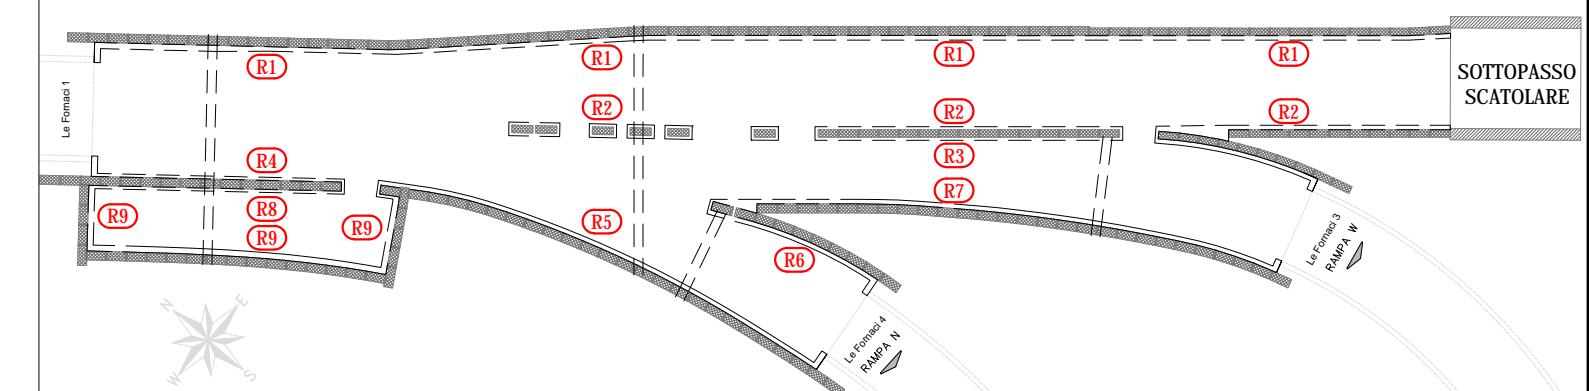 R1
R1
R1
R1
SOTTOPASSO
SCATOLARE
Le Fornaci 1
R2
R2
R2
R4
R3
R7
R9
R8
R9
R9
R5
R6
Le Fornaci 3
RAMPA W
Le Fornaci 4
RAMPA N
N
E
W
S